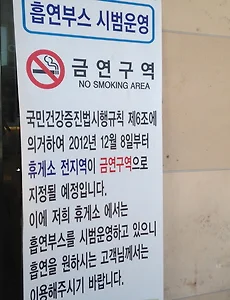 흡연부스 시범운영
금연구역
NO SMOKING AREA
국민건강증진법시행규칙 제6조에
의거하여 2012년 12월 8일부터
휴게소 전지역이 금연구역으로
지정될 예정입니다.
이에 저희 휴게소 에서는
흡연부스를 시범운영하고 있으니
흡연을 원하시는 고객님께서는
이용해주시기 바랍니다.